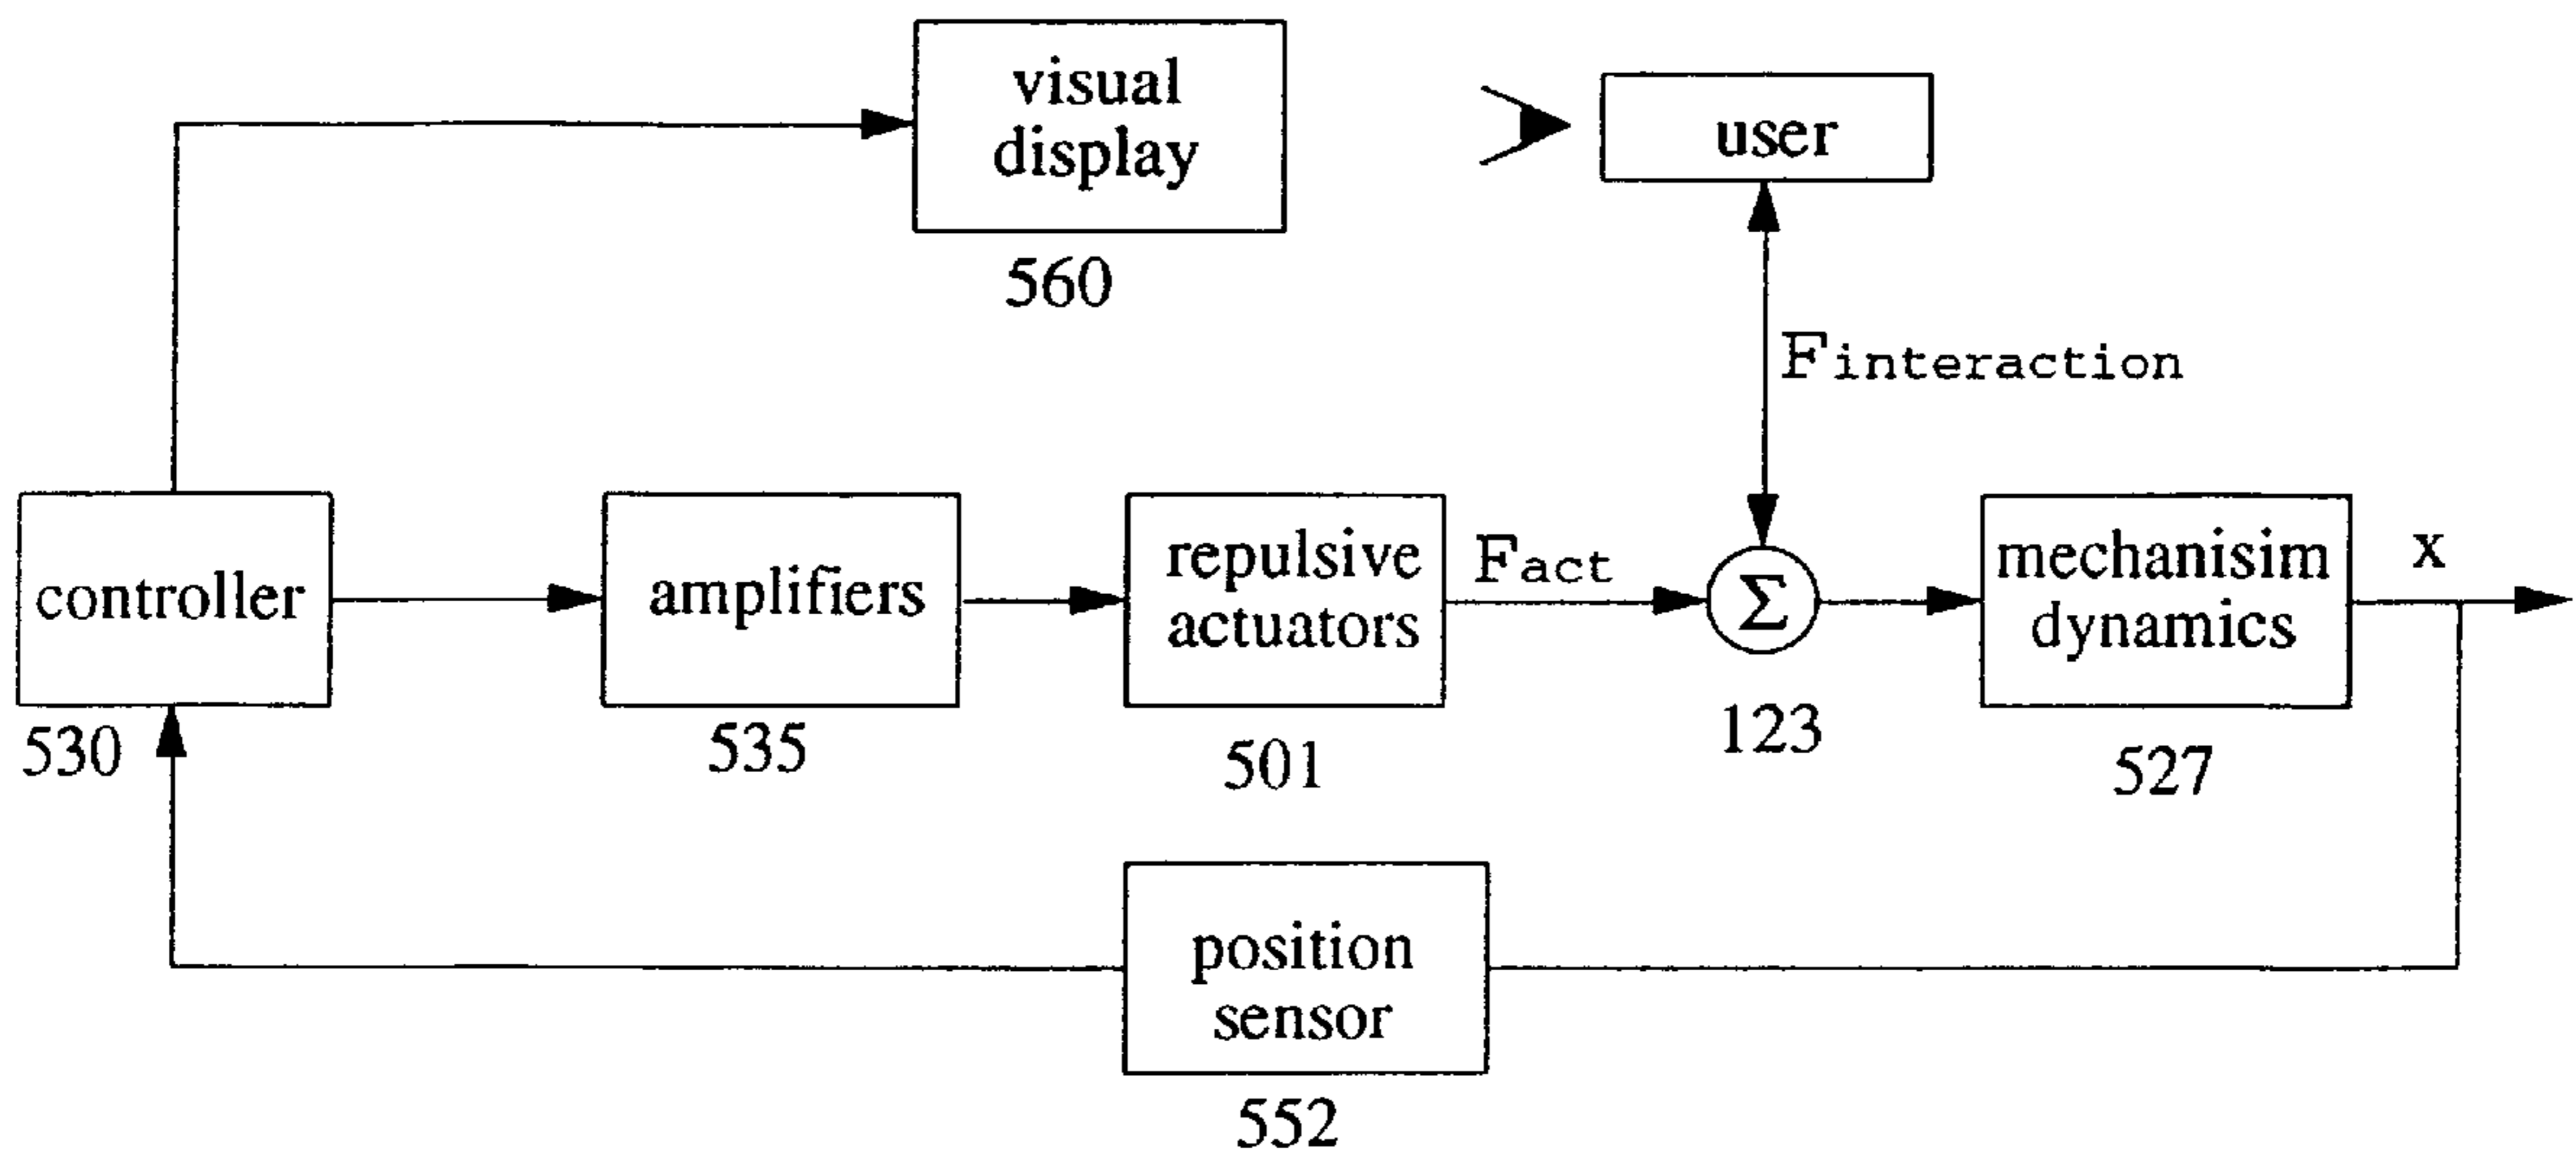 visual
display
560
user
Finteraction
controller
530
amplifiers
535
repulsive
actuators
501
Fact
Σ
123
mechanisim
dynamics
527
x
position
sensor
552